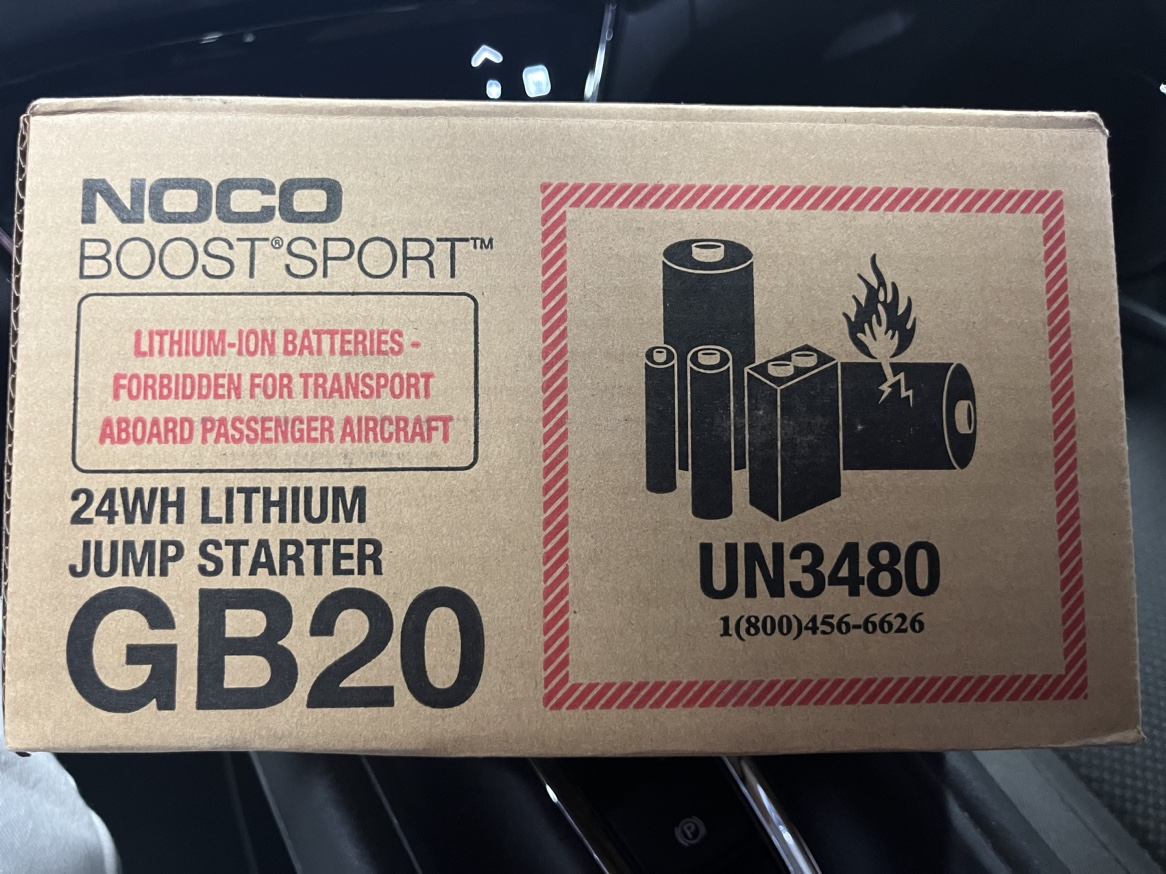 NOCO
BOOST®SPORT™
LITHIUM-ION BATTERIES -
FORBIDDEN FOR TRANSPORT
ABOARD PASSENGER AIRCRAFT
24WH LITHIUM
JUMP STARTER
GB20
UN3480
1(800)456-6626
P